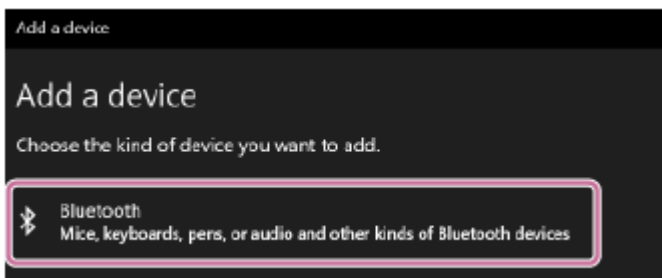 Add a device
Add a device
Choose the kind of device you want to add.
Bluetooth
Mice, keyboards, pens, or audio and other kinds of Bluetooth devices